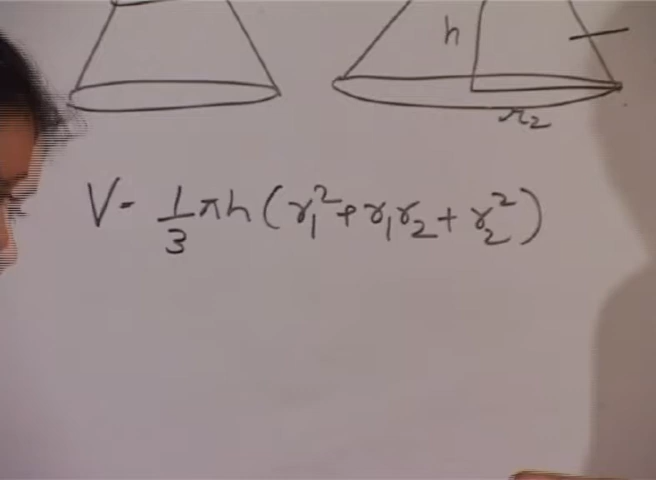 h
r₂
V = 1/3 πh (r₁² + r₁r₂ + r₂²)